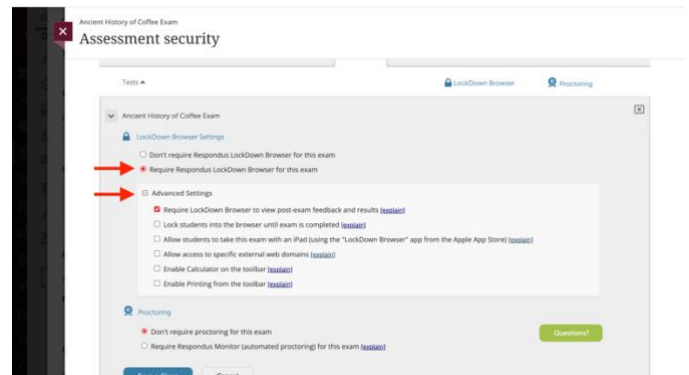 Ancient History of Coffee Exam
Assessment security
Tests
LockDown Browser
Proctoring
Ancient History of Coffee Exam
LockDown Browser Settings
Don't require Respondus LockDown Browser for this exam
Require Respondus LockDown Browser for this exam
Advanced Settings
Require LockDown Browser to view post-exam feedback and results [explain]
Lock students into the browser until exam is completed [explain]
Allow students to take this exam with an iPad (using the "LockDown Browser" app from the Apple App Store) [explain]
Allow access to specific external web domains [explain]
Enable Calculator on the toolbar [explain]
Enable Printing from the toolbar [explain]
Proctoring
Don't require proctoring for this exam
Questions?
Require Respondus Monitor (automated proctoring) for this exam [explain]